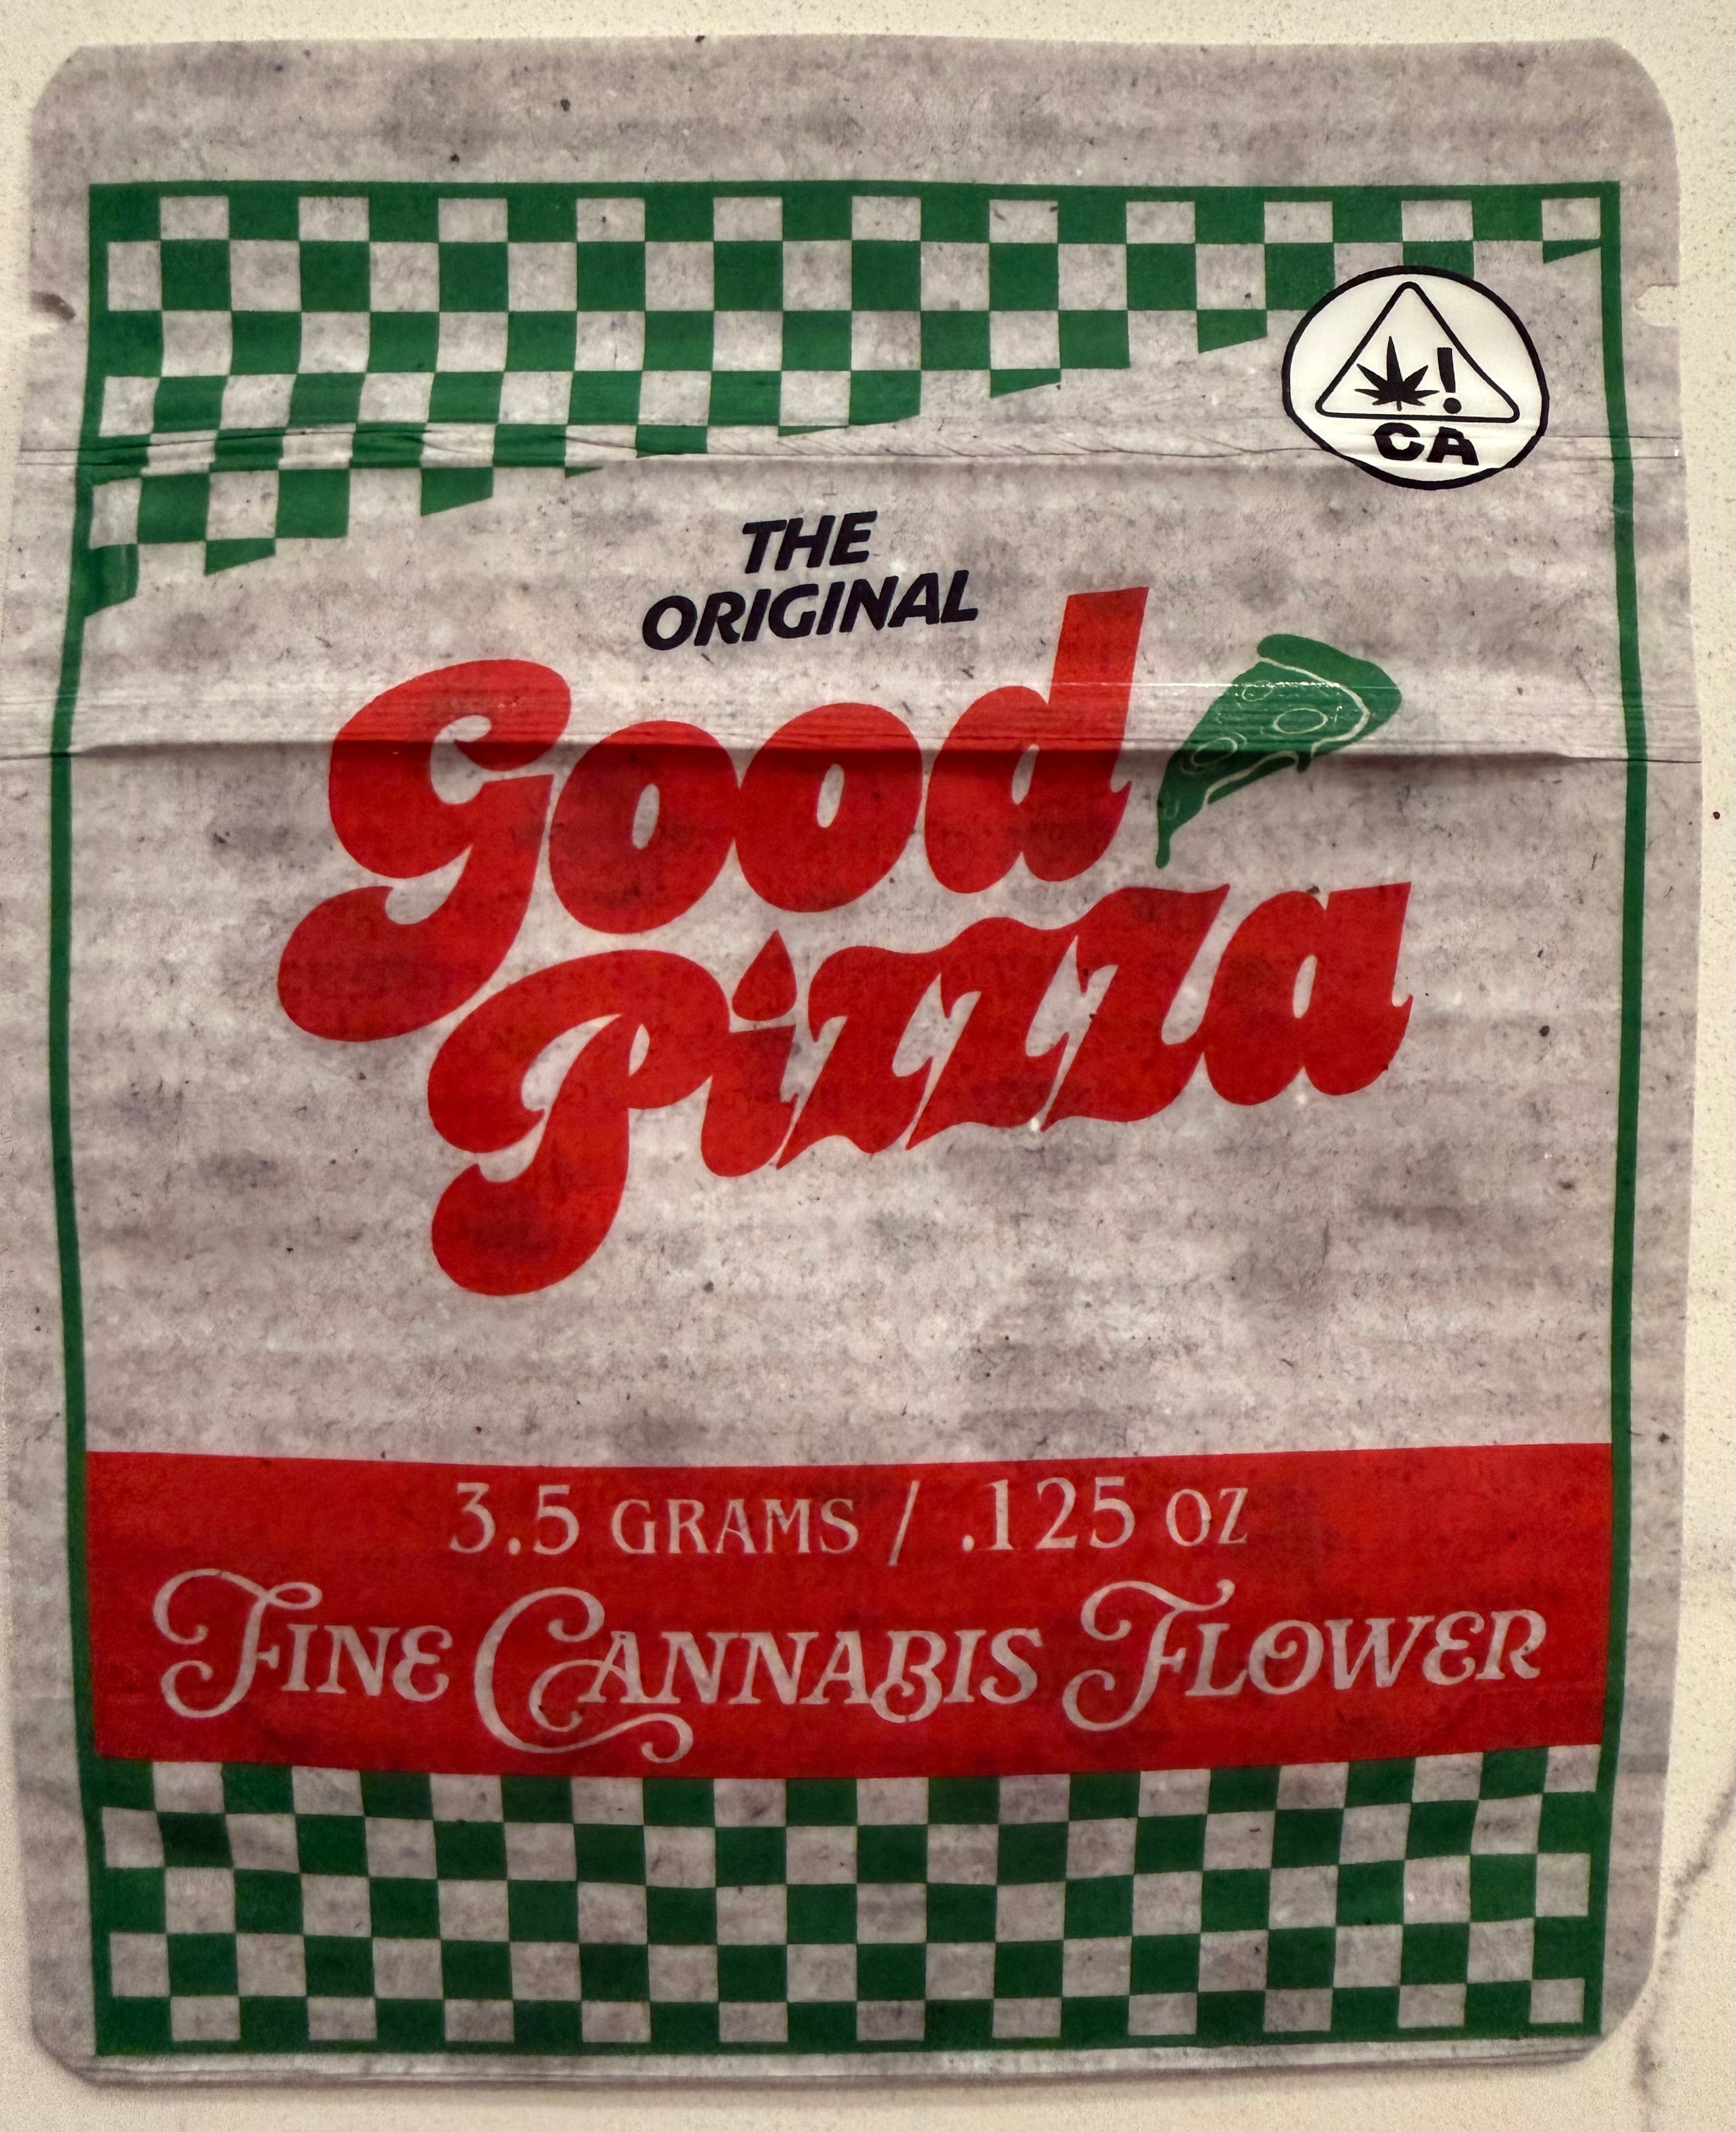 CA
THE
ORIGINAL
Good
Pizza
3.5 GRAMS / .125 OZ
FINE CANNABIS FLOWER